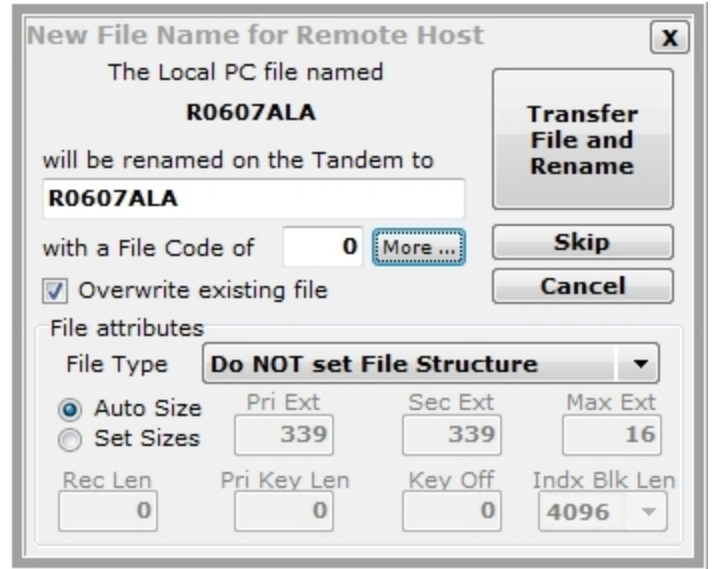 New File Name for Remote Host
X
The Local PC file named
R0607ALA
Transfer
File and
Rename
will be renamed on the Tandem to
R0607ALA
with a File Code of 0 More ...
Skip
Overwrite existing file
Cancel
File attributes
File Type Do NOT set File Structure
Auto Size
Set Sizes
Pri Ext Sec Ext Max Ext
339 339 16
Rec Len Pri Key Len Key Off Indx Blk Len
0 0 0 4096